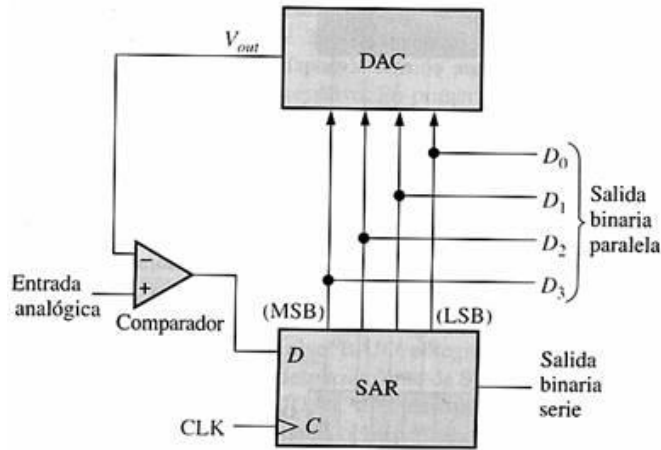 V_out
DAC
D_0
D_1
Salida
binaria
paralela
D_2
D_3
−
+
Entrada
analógica
Comparador
(MSB)
(LSB)
D
SAR
Salida
binaria
serie
CLK
C